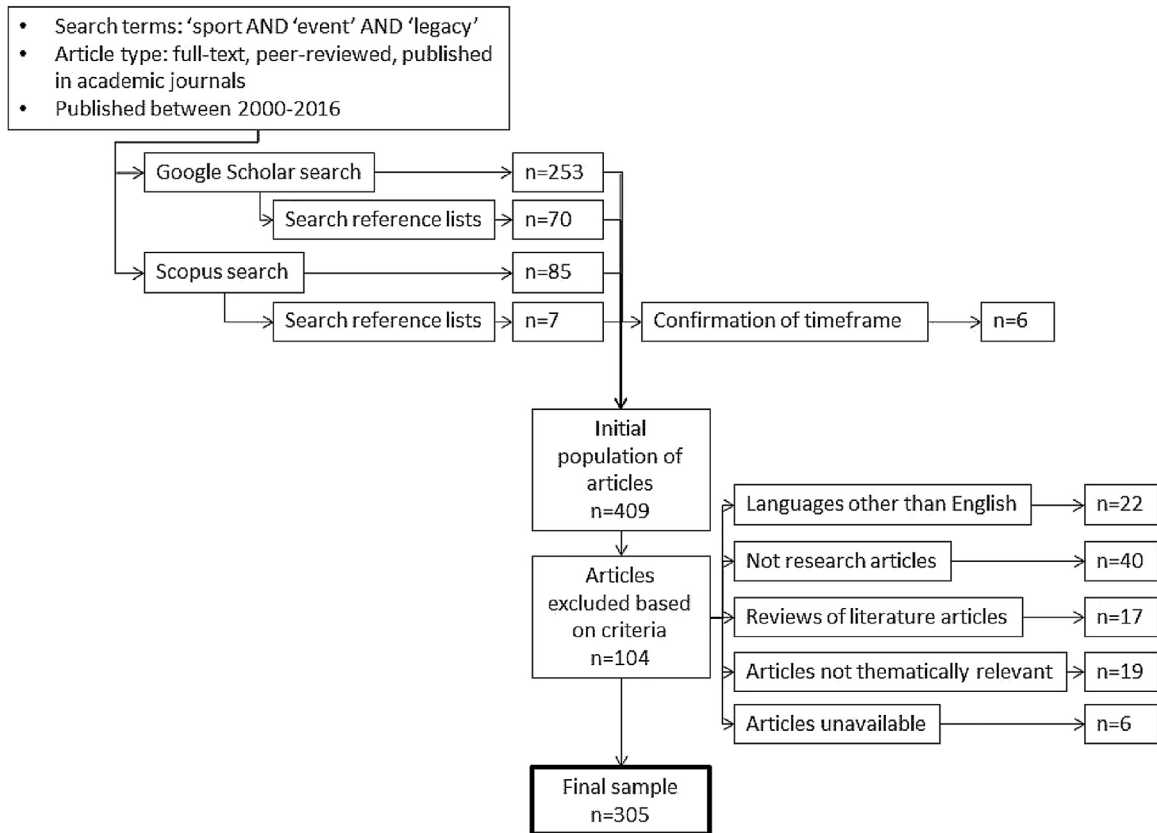 • Search terms: ‘sport AND ‘event’ AND ‘legacy’
• Article type: full-text, peer-reviewed, published
in academic journals
• Published between 2000-2016
Google Scholar search
n=253
Search reference lists
n=70
Scopus search
n=85
Search reference lists
n=7
Confirmation of timeframe
n=6
Initial
population of
articles
n=409
Articles
excluded based
on criteria
n=104
Languages other than English
n=22
Not research articles
n=40
Reviews of literature articles
n=17
Articles not thematically relevant
n=19
Articles unavailable
n=6
Final sample
n=305